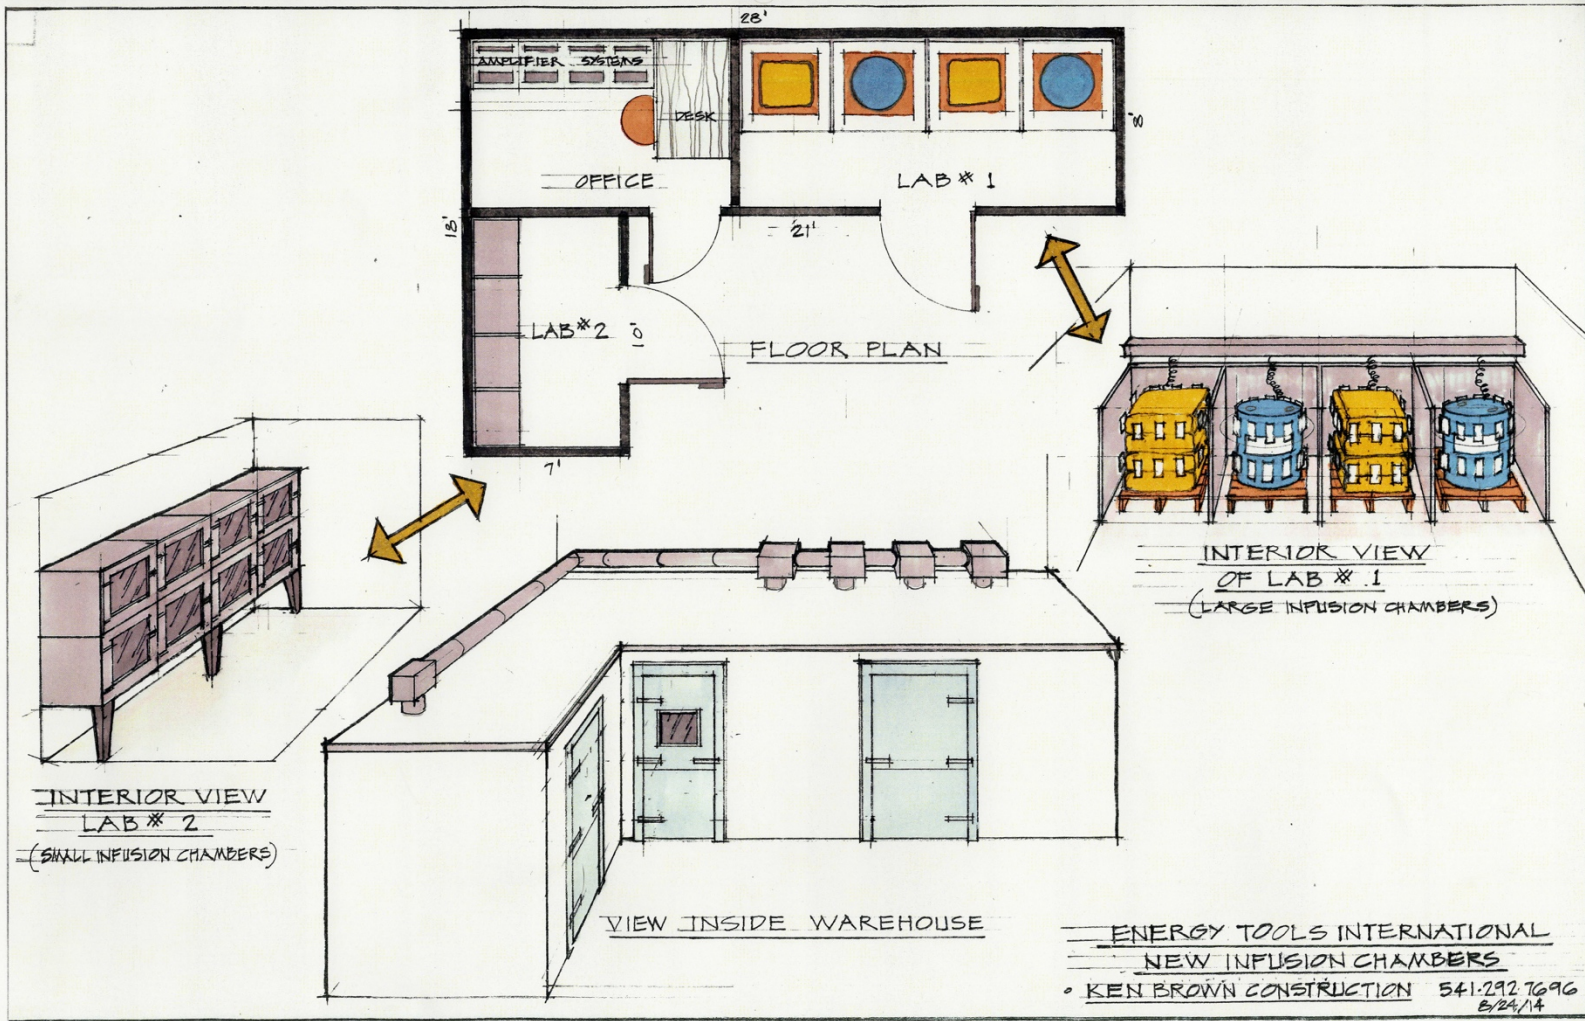 28'
AMPLIFIER SYSTEMS
DESK
8'
OFFICE
LAB # 1
18'
21'
LAB # 2
10'
FLOOR PLAN
7'
INTERIOR VIEW
OF LAB # 1
(LARGE INFUSION CHAMBERS)
INTERIOR VIEW
LAB # 2
(SMALL INFUSION CHAMBERS)
VIEW INSIDE WAREHOUSE
ENERGY TOOLS INTERNATIONAL
NEW INFUSION CHAMBERS
• KEN BROWN CONSTRUCTION 541·292·7696
8/24/14